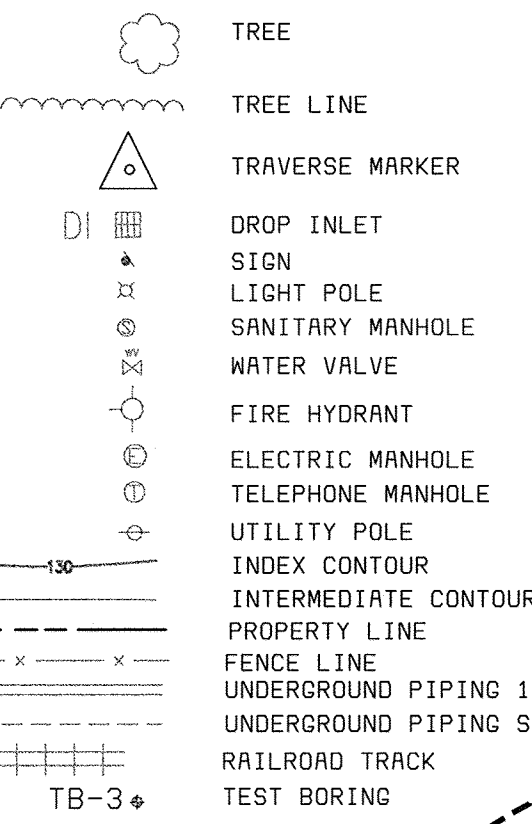 TREE
TREE LINE
TRAVERSE MARKER
DI DROP INLET
SIGN
LIGHT POLE
S SANITARY MANHOLE
WV WATER VALVE
FIRE HYDRANT
E ELECTRIC MANHOLE
T TELEPHONE MANHOLE
UTILITY POLE
130 INDEX CONTOUR
INTERMEDIATE CONTOUR
PROPERTY LINE
FENCE LINE
UNDERGROUND PIPING 1
UNDERGROUND PIPING S
RAILROAD TRACK
TB-3 TEST BORING